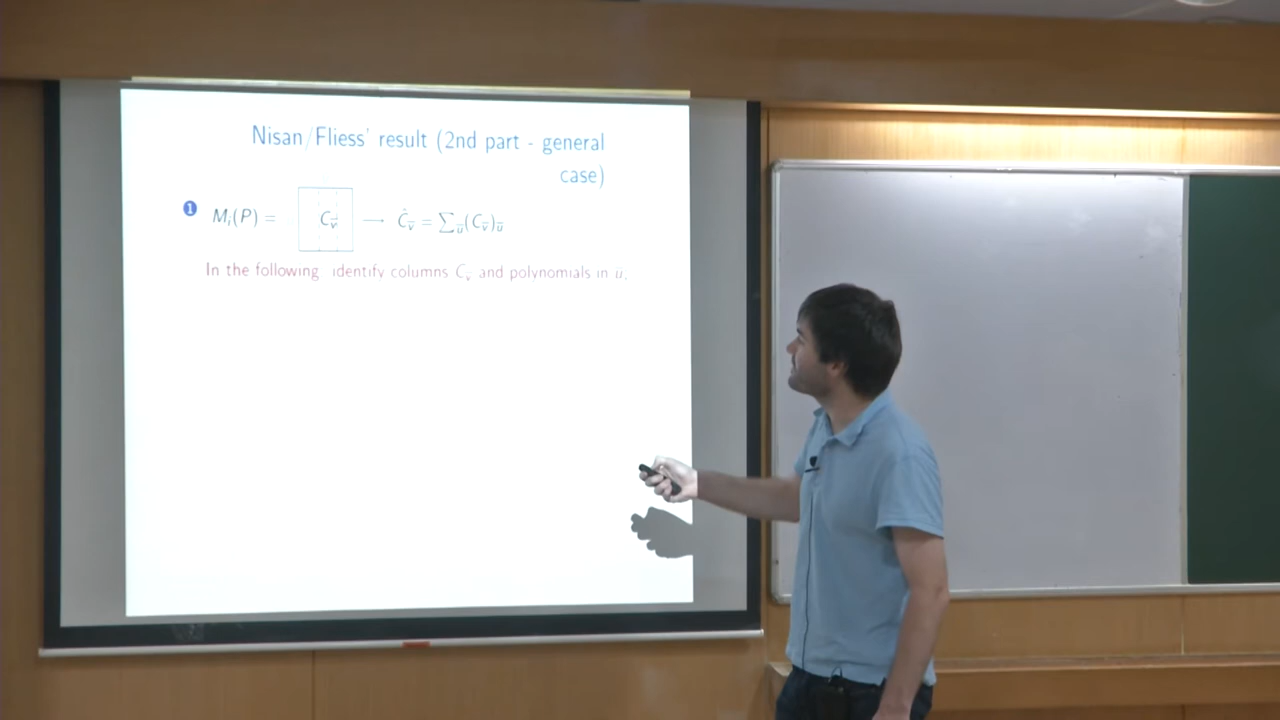 Nisan/Fliess' result (2nd part - general
case)
1 M_i(P) = C_v̄ → Ĉ_v̄ = ∑_ū(C_v̄)_ū ū
In the following identify columns C_v̄ and polynomials in ū.